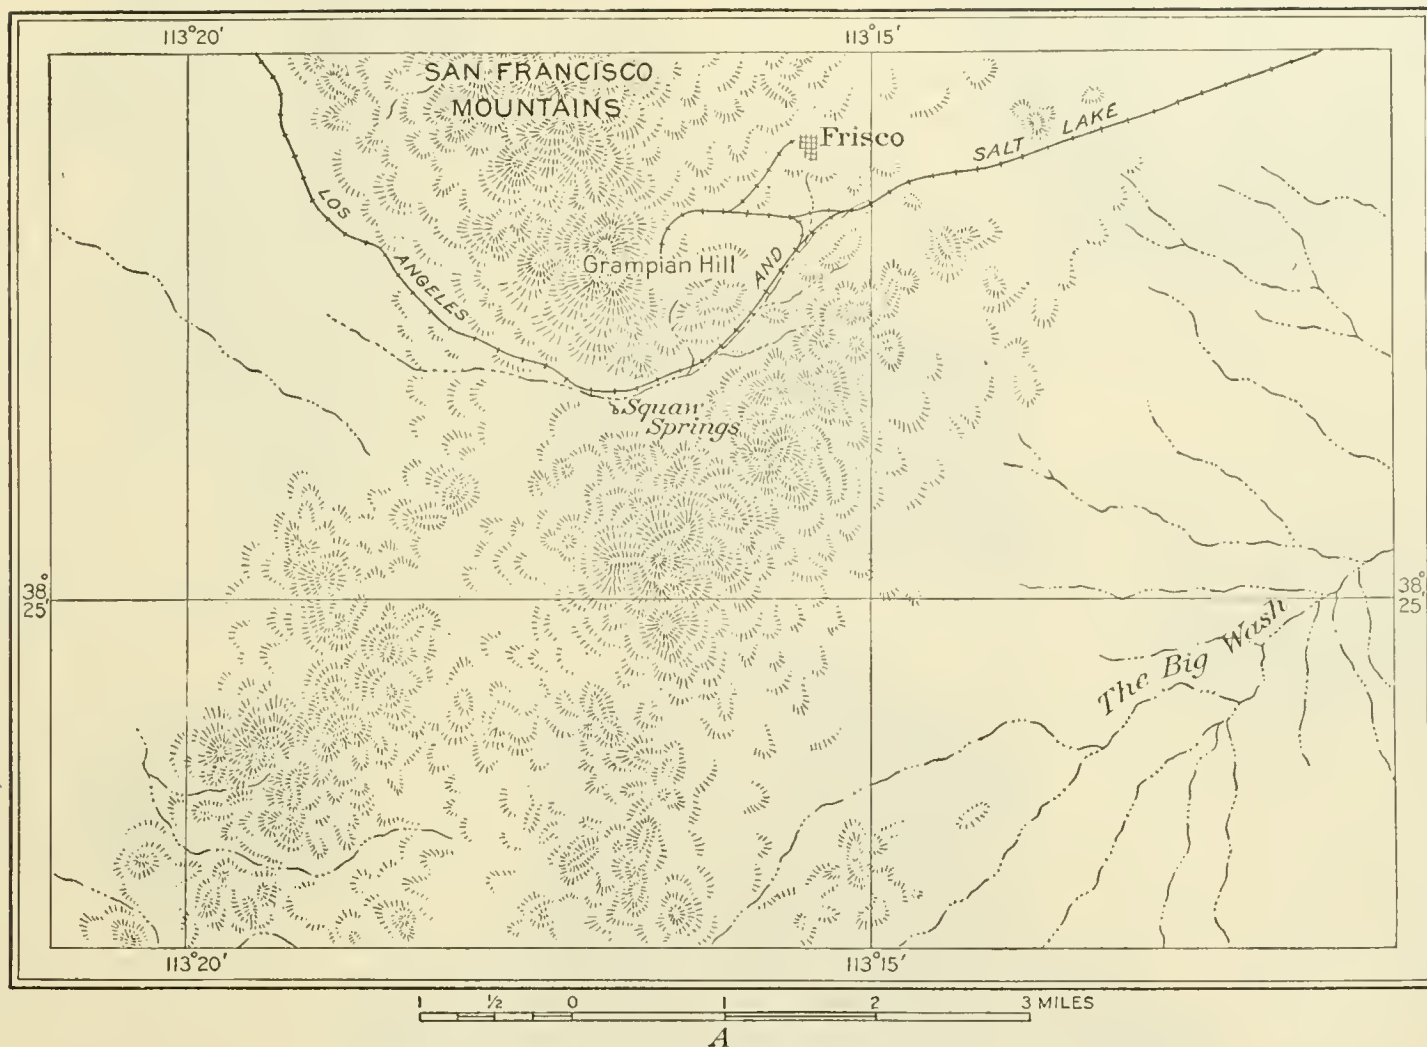 113°20'
113°15'
SAN FRANCISCO
MOUNTAINS
Frisco
SALT LAKE
LOS
ANGELES
AND
Grampian Hill
Squaw
Springs
38°
25'
38°
25'
The Big Wash
113°20'
113°15'
1 ½ 0 1 2 3 MILES
A